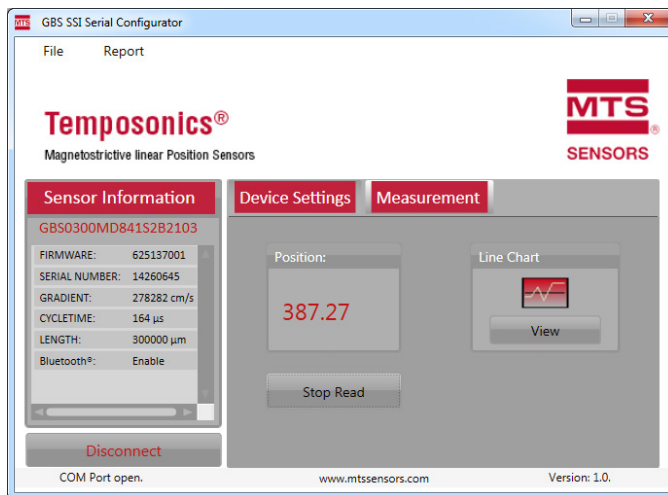 MTS GBS SSI Serial Configurator
File Report
Temposonics®
Magnetostrictive linear Position Sensors
MTS®
SENSORS
Sensor Information
GBS0300MD841S2B2103
FIRMWARE: 625137001
SERIAL NUMBER: 14260645
GRADIENT: 278282 cm/s
CYCLETIME: 164 µs
LENGTH: 300000 µm
Bluetooth®: Enable
Disconnect
Device Settings Measurement
Position:
387.27
Stop Read
Line Chart
View
COM Port open. www.mtssensors.com Version: 1.0.